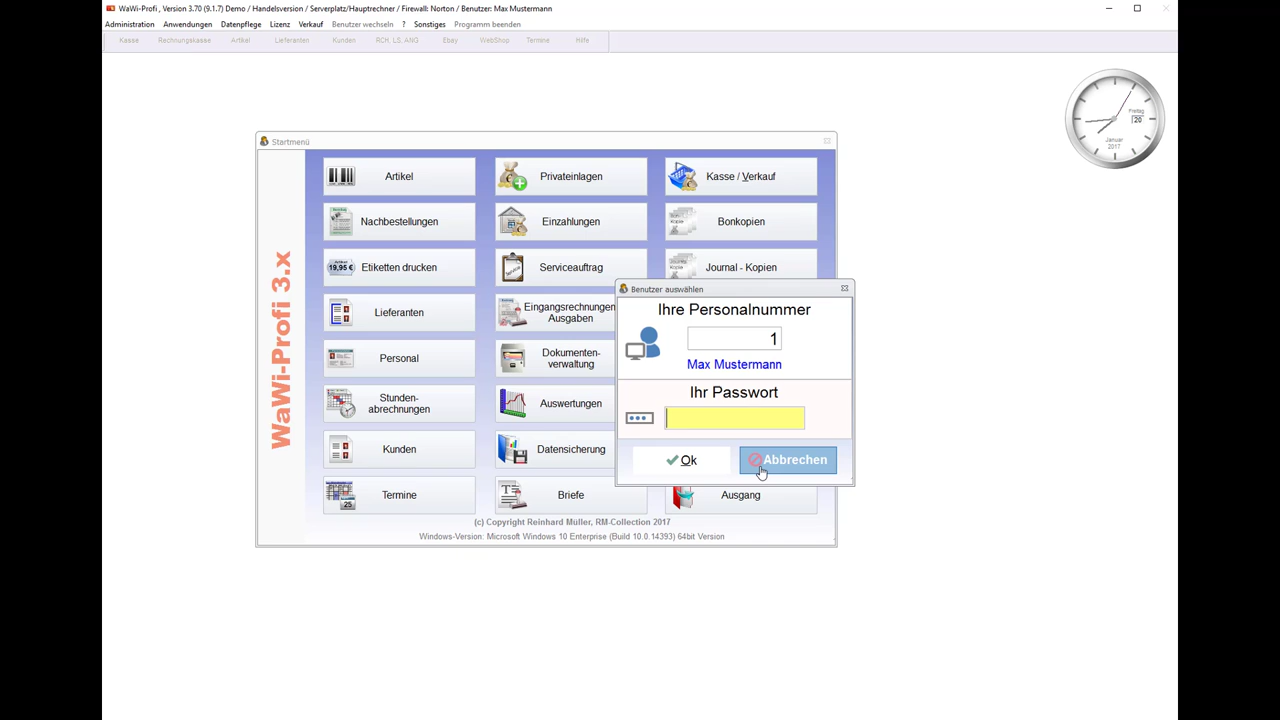 WaWi-Profi , Version 3.70 (9.1.7) Demo / Handelsversion / Serverplatz/Hauptrechner / Firewall: Norton / Benutzer: Max Mustermann
Administration Anwendungen Datenpflege Lizenz Verkauf Benutzer wechseln ? Sonstiges Programm beenden
Kasse Rechnungskasse Artikel Lieferanten Kunden RCH. LS. ANG Ebay WebShop Termine Hilfe
Freitag
20
Januar
2017
Startmenü
WaWi-Profi 3.x
Artikel Privateinlagen Kasse / Verkauf
Nachbestellungen Einzahlungen Bonkopien
Etiketten drucken Serviceauftrag Journal - Kopien
19,95 €
Lieferanten
Eingangsrechnungen
Ausgaben
Personal
Dokumenten-
verwaltung
Stunden-
abrechnungen
Auswertungen
Kunden Datensicherung
Termine Briefe Ausgang
25
(c) Copyright Reinhard Müller, RM-Collection 2017
Windows-Version: Microsoft Windows 10 Enterprise (Build 10.0.14393) 64bit Version
Benutzer auswählen
Ihre Personalnummer
1
Max Mustermann
Ihr Passwort
Ok Abbrechen